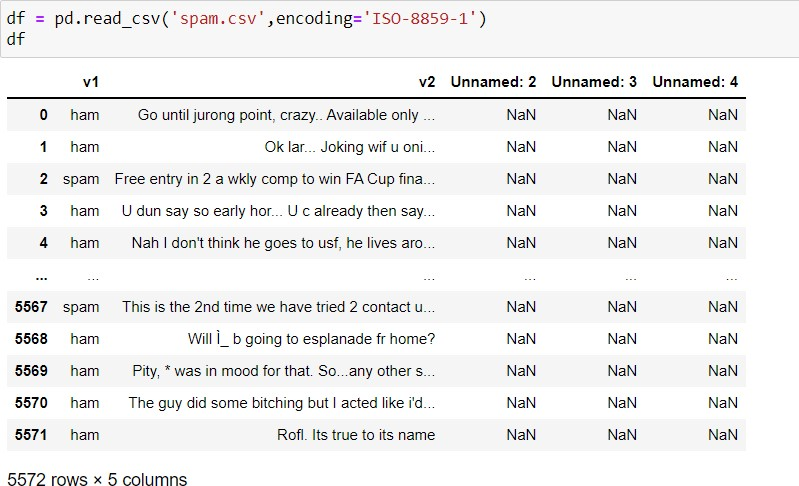 df = pd.read_csv('spam.csv',encoding='ISO-8859-1')
df
v1 v2 Unnamed: 2 Unnamed: 3 Unnamed: 4
0 ham Go until jurong point, crazy.. Available only ... NaN NaN NaN
1 ham Ok lar... Joking wif u oni... NaN NaN NaN
2 spam Free entry in 2 a wkly comp to win FA Cup fina... NaN NaN NaN
3 ham U dun say so early hor... U c already then say... NaN NaN NaN
4 ham Nah I don't think he goes to usf, he lives aro... NaN NaN NaN
... ... ... ... ... ...
5567 spam This is the 2nd time we have tried 2 contact u... NaN NaN NaN
5568 ham Will Ì_ b going to esplanade fr home? NaN NaN NaN
5569 ham Pity, * was in mood for that. So...any other s... NaN NaN NaN
5570 ham The guy did some bitching but I acted like i'd... NaN NaN NaN
5571 ham Rofl. Its true to its name NaN NaN NaN
5572 rows × 5 columns